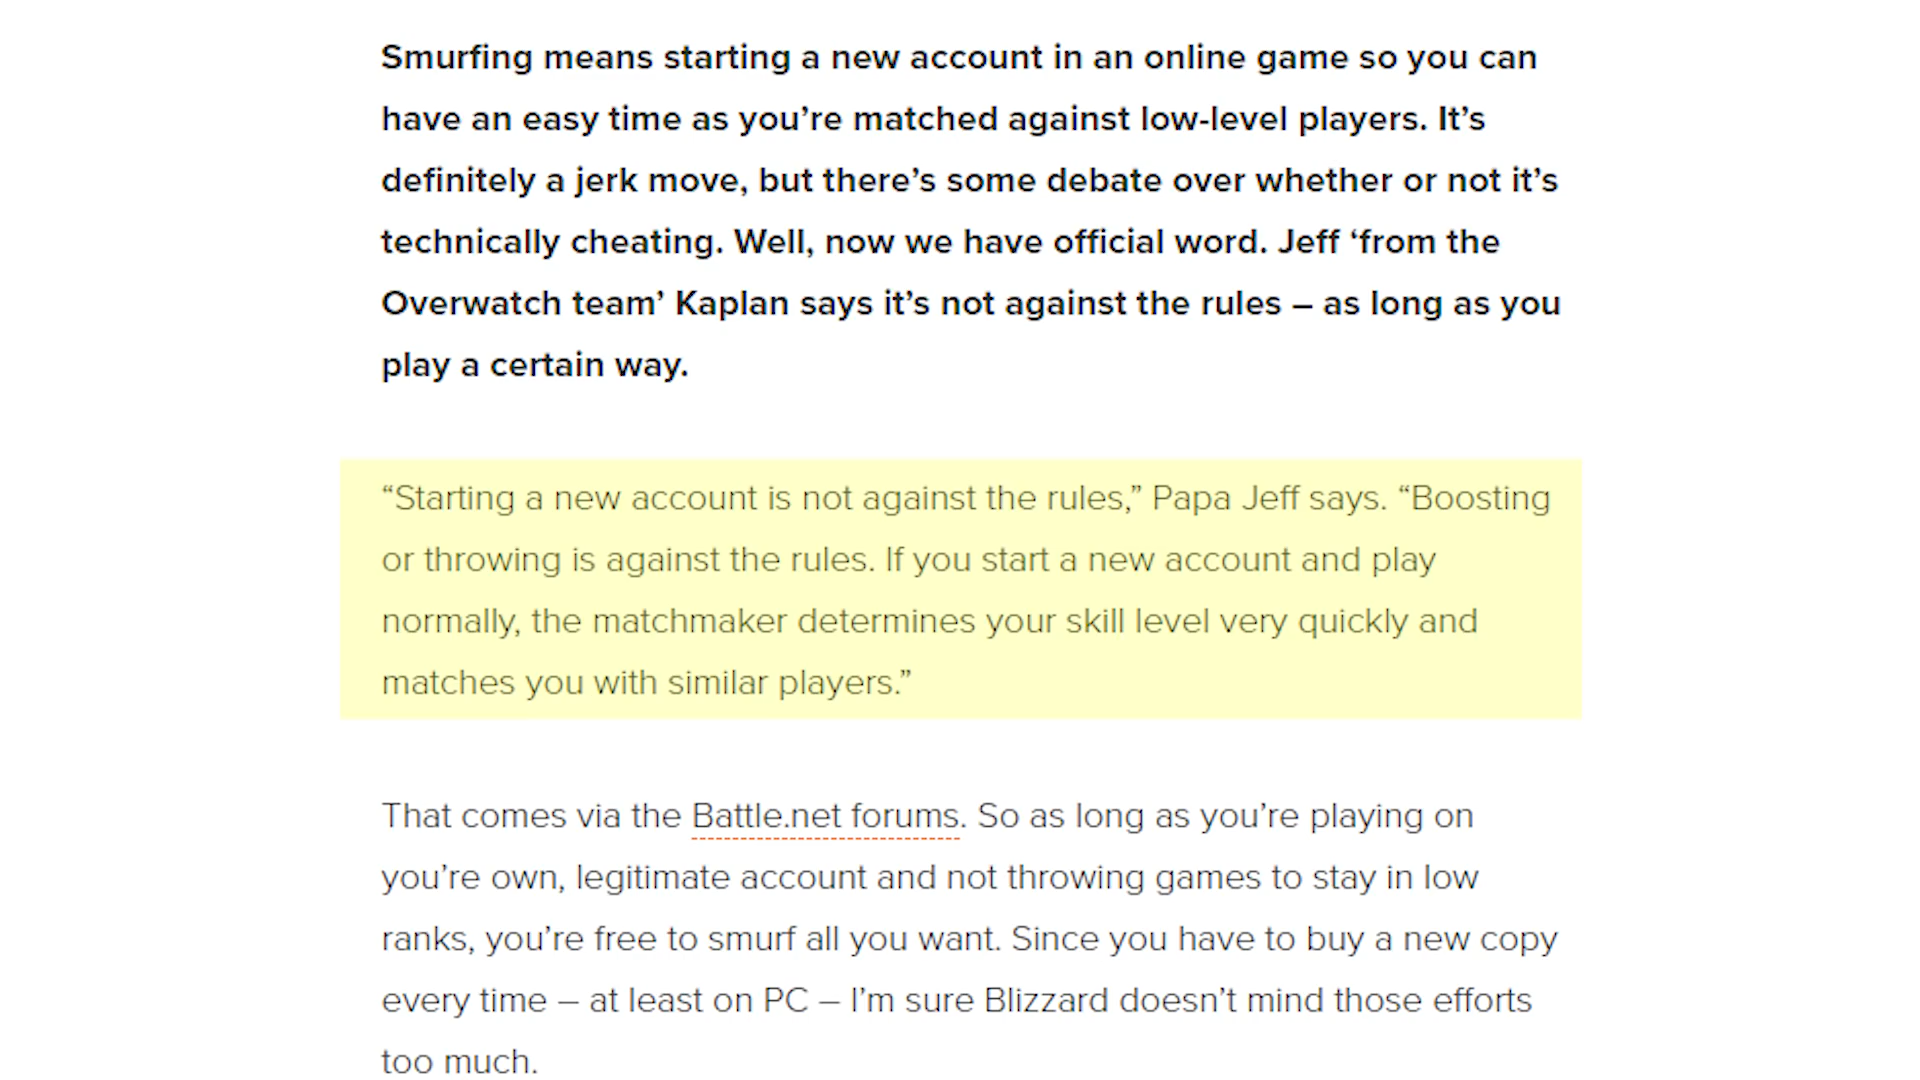 Smurfing means starting a new account in an online game so you can
have an easy time as you’re matched against low-level players. It’s
definitely a jerk move, but there’s some debate over whether or not it’s
technically cheating. Well, now we have official word. Jeff ‘from the
Overwatch team’ Kaplan says it’s not against the rules – as long as you
play a certain way.
“Starting a new account is not against the rules,” Papa Jeff says. “Boosting
or throwing is against the rules. If you start a new account and play
normally, the matchmaker determines your skill level very quickly and
matches you with similar players.”
That comes via the Battle.net forums. So as long as you’re playing on
you’re own, legitimate account and not throwing games to stay in low
ranks, you’re free to smurf all you want. Since you have to buy a new copy
every time – at least on PC – I’m sure Blizzard doesn’t mind those efforts
too much.